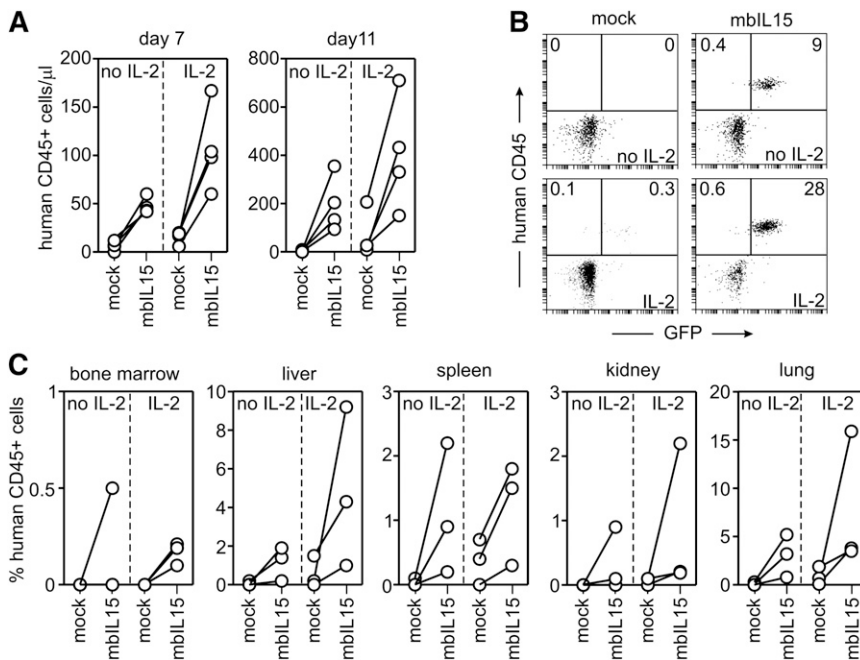 A
day 7
day11
no IL-2
IL-2
no IL-2
IL-2
human CD45+ cells/µl
200
150
100
50
0
800
600
400
200
0
mock
mbIL15
mock
mbIL15
mock
mbIL15
mock
mbIL15
B
mock
mbIL15
0
0
0.4
9
no IL-2
no IL-2
0.1
0.3
0.6
28
IL-2
IL-2
human CD45
GFP
C
bone marrow
liver
spleen
kidney
lung
no IL-2
IL-2
no IL-2
IL-2
no IL-2
IL-2
no IL-2
IL-2
no IL-2
IL-2
% human CD45+ cells
1
0.5
0
10
8
6
4
2
0
3
2
1
0
3
2
1
0
20
15
10
5
0
mock
mbIL15
mock
mbIL15
mock
mbIL15
mock
mbIL15
mock
mbIL15
mock
mbIL15
mock
mbIL15
mock
mbIL15
mock
mbIL15
mock
mbIL15